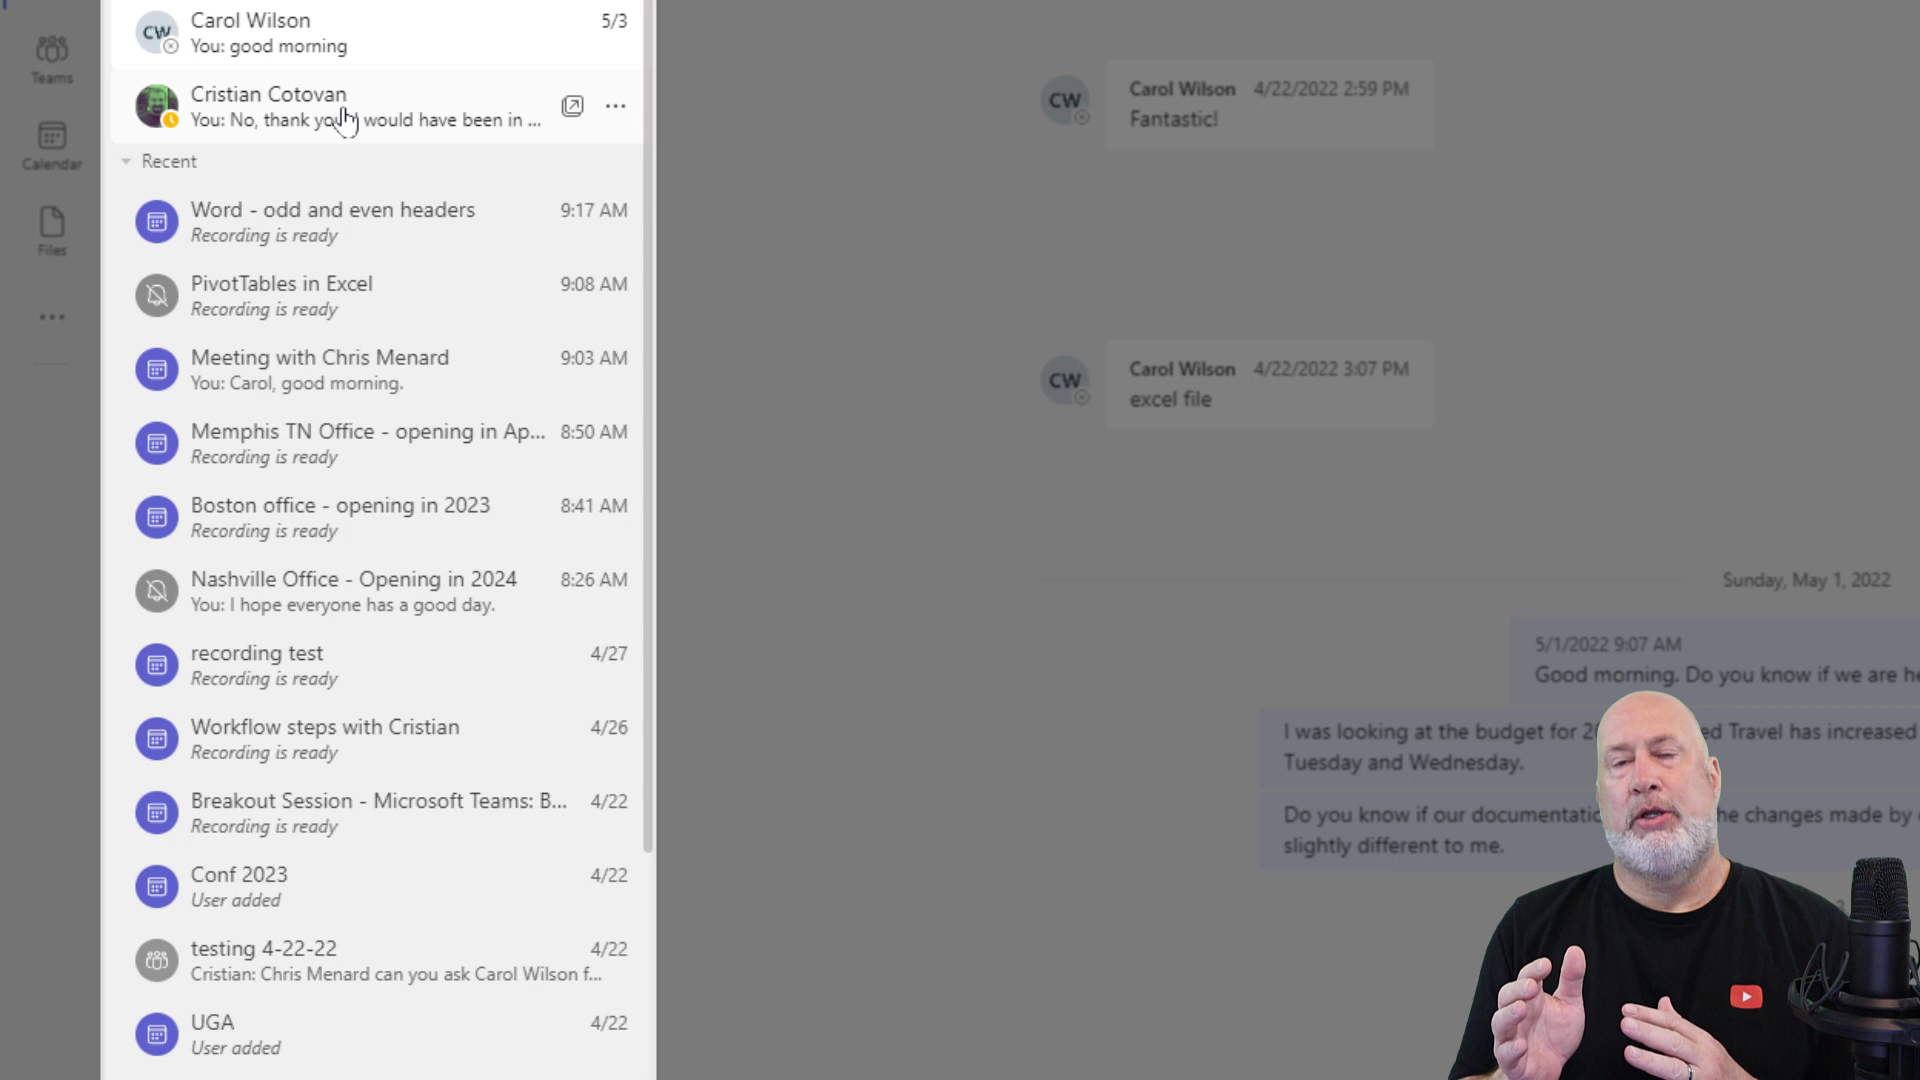 Teams
Calendar
Files
CW
Carol Wilson
5/3
You: good morning
Cristian Cotovan
You: No, thank you would have been in ...
Recent
Word - odd and even headers
9:17 AM
Recording is ready
PivotTables in Excel
9:08 AM
Recording is ready
Meeting with Chris Menard
9:03 AM
You: Carol, good morning.
Memphis TN Office - opening in Ap...
8:50 AM
Recording is ready
Boston office - opening in 2023
8:41 AM
Recording is ready
Nashville Office - Opening in 2024
8:26 AM
You: I hope everyone has a good day.
recording test
4/27
Recording is ready
Workflow steps with Cristian
4/26
Recording is ready
Breakout Session - Microsoft Teams: B...
4/22
Recording is ready
Conf 2023
4/22
User added
testing 4-22-22
4/22
Cristian: Chris Menard can you ask Carol Wilson f...
UGA
4/22
User added
CW
Carol Wilson 4/22/2022 2:59 PM
Fantastic!
CW
Carol Wilson 4/22/2022 3:07 PM
excel file
Sunday, May 1, 2022
5/1/2022 9:07 AM
Good morning. Do you know if we are he
I was looking at the budget for 2 ed Travel has increased
Tuesday and Wednesday.
Do you know if our documentatio he changes made by
slightly different to me.